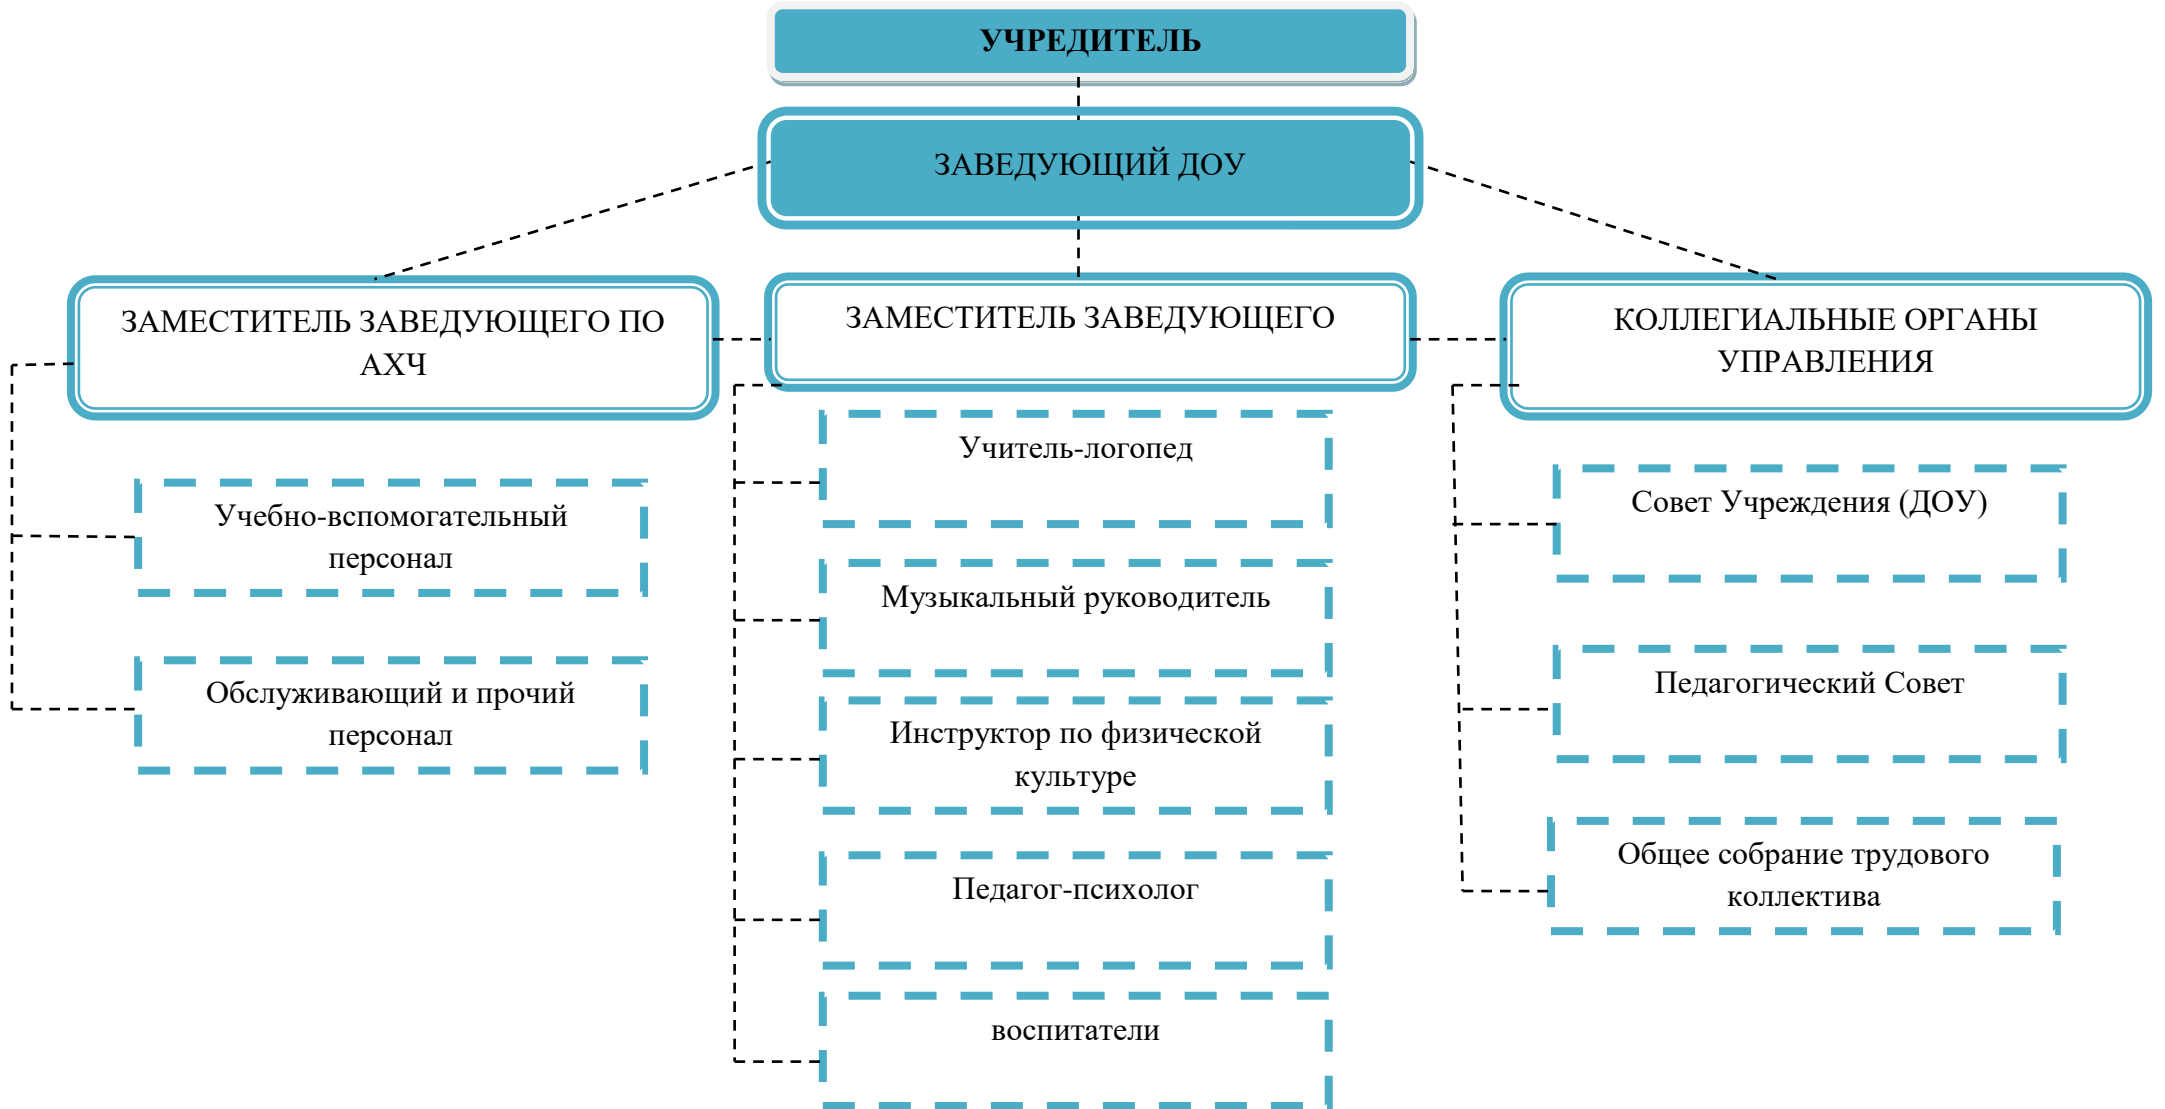 УЧРЕДИТЕЛЬ
ЗАВЕДУЮЩИЙ ДОУ
ЗАМЕСТИТЕЛЬ ЗАВЕДУЮЩЕГО ПО
АХЧ
Учебно-вспомогательный
персонал
Обслуживающий и прочий
персонал
ЗАМЕСТИТЕЛЬ ЗАВЕДУЮЩЕГО
Учитель-логопед
Музыкальный руководитель
Инструктор по физической
культуре
Педагог-психолог
воспитатели
КОЛЛЕГИАЛЬНЫЕ ОРГАНЫ
УПРАВЛЕНИЯ
Совет Учреждения (ДОУ)
Педагогический Совет
Общее собрание трудового
коллектива